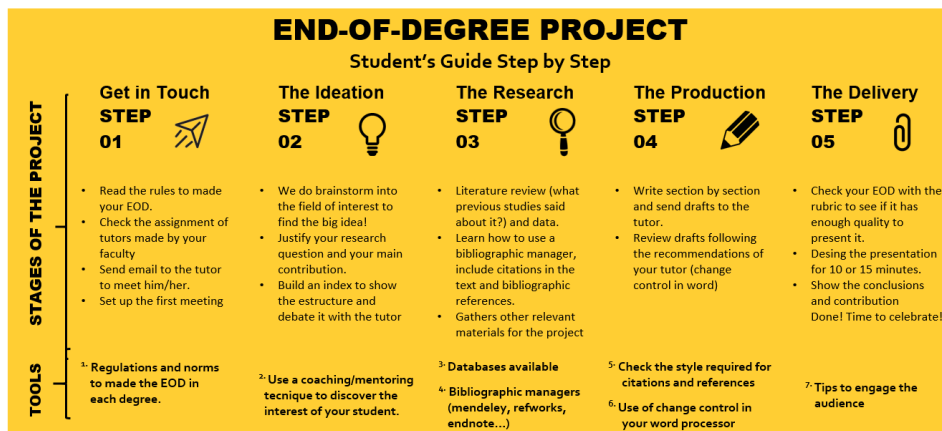 END-OF-DEGREE PROJECT
Student's Guide Step by Step
STAGES OF THE PROJECT
Get in Touch
STEP
01
• Read the rules to made
your EOD.
• Check the assignment of
tutors made by your
faculty
• Send email to the tutor
to meet him/her.
• Set up the first meeting
The Ideation
STEP
02
• We do brainstorm into
the field of interest to
find the big idea!
• Justify your research
question and your main
contribution.
• Build an index to show
the estructure and
debate it with the tutor
The Research
STEP
03
• Literature review (what
previous studies said
about it?) and data.
• Learn how to use a
bibliographic manager,
include citations in the
text and bibliographic
references.
• Gathers other relevant
materials for the project
The Production
STEP
04
• Write section by section
and send drafts to the
tutor.
• Review drafts following
the recommendations of
your tutor (change
control in word)
The Delivery
STEP
05
• Check your EOD with the
rubric to see if it has
enough quality to
present it.
• Desing the presentation
for 10 or 15 minutes.
• Show the conclusions
and contribution
Done! Time to celebrate!
TOOLS
1. Regulations and norms
to made the EOD in
each degree.
2. Use a coaching/mentoring
tecnique to discover the
interest of your student.
3. Databases available
4. Bibliographic managers
(mendeley, refworks,
endnote...)
5. Check the style required for
citations and references
6. Use of change control in
your word processor
7. Tips to engage the
audience